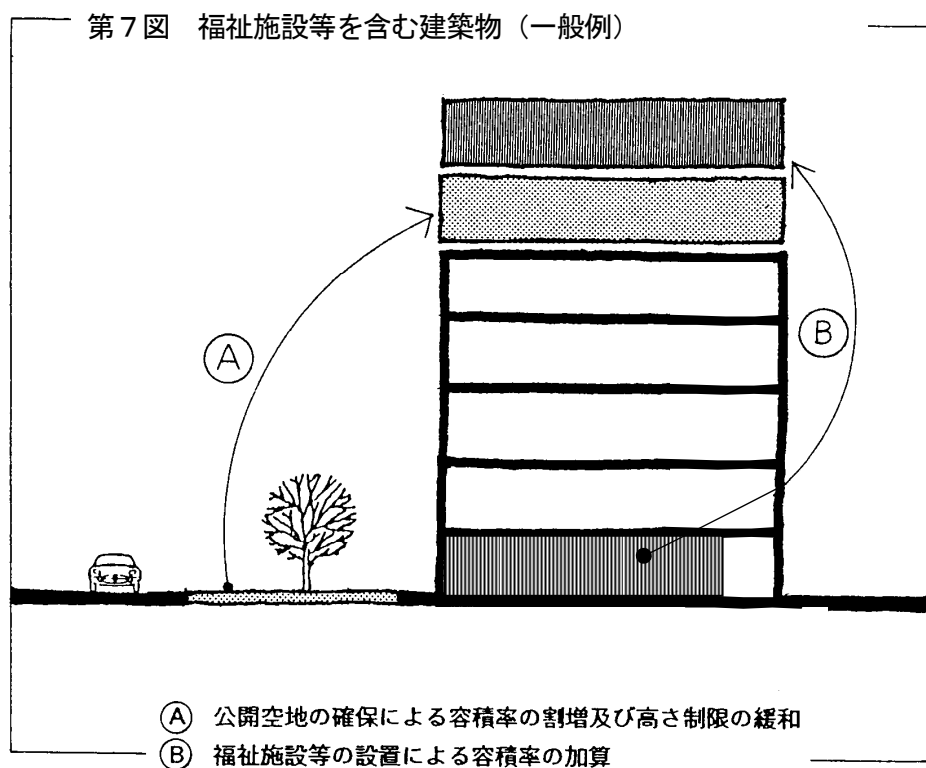 第７図　福祉施設等を含む建築物（一般例）
Ⓐ
Ⓑ
Ⓐ　公開空地の確保による容積率の割増及び高さ制限の緩和
Ⓑ　福祉施設等の設置による容積率の加算